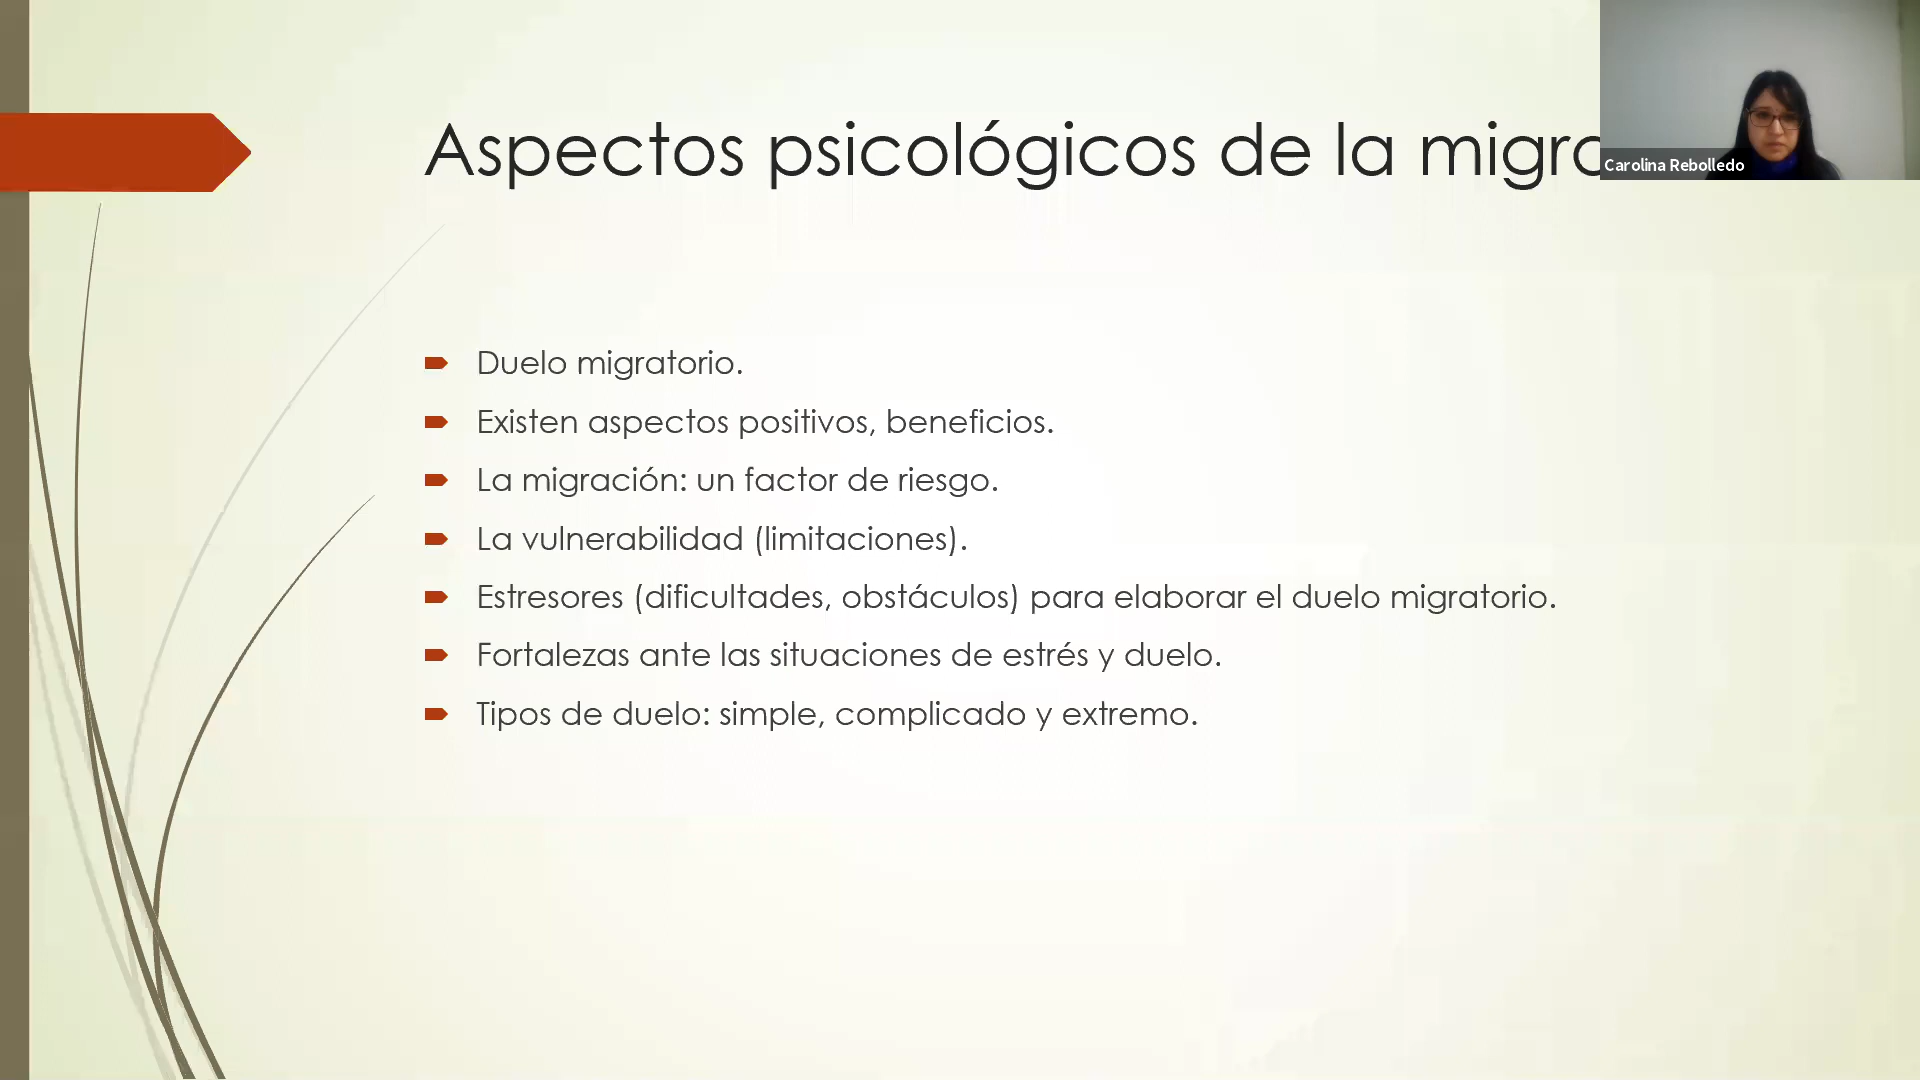 Aspectos psicológicos de la
Carolina Rebolledo
Duelo migratorio.
Existen aspectos positivos, beneficios.
La migración: un factor de riesgo.
La vulnerabilidad (limitaciones).
Estresores (dificultades, obstáculos) para elaborar el duelo migratorio.
Fortalezas ante las situaciones de estrés y duelo.
Tipos de duelo: simple, complicado y extremo.